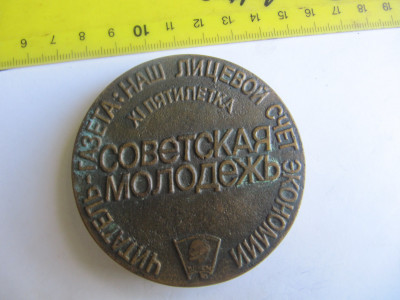 ЧИТАТЕЛЬ-ГАЗЕТА: НАШ ЛИЦЕВОЙ СЧЕТ ЭКОНОМИИ
XI ПЯТИЛЕТКА
СОВЕТСКАЯ
МОЛОДЕЖЬ
6 7 8 9 10 11 12 13 14 15 16 17 18 19